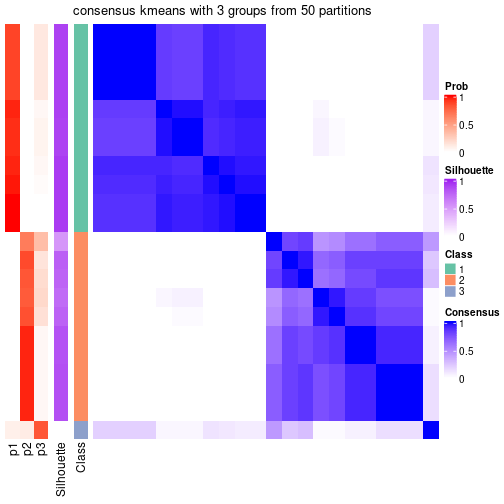 consensus kmeans with 3 groups from 50 partitions
Prob
1
0.5
0
Silhouette
1
0.5
0
Class
1
2
3
Consensus
1
0.5
0
p1
p2
p3
Silhouette
Class